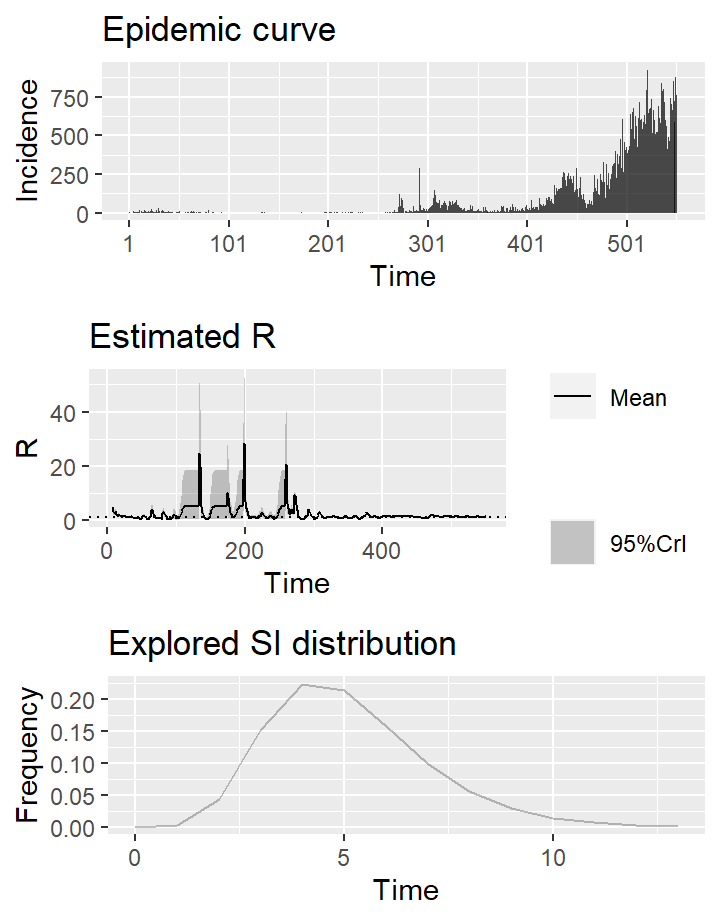 Epidemic curve
Incidence
750
500
250
0
1 101 201 301 401 501
Time
Estimated R
R
40
20
0
0 200 400
Time
Mean
95%CrI
Explored SI distribution
Frequency
0.20
0.15
0.10
0.05
0.00
0 5 10
Time